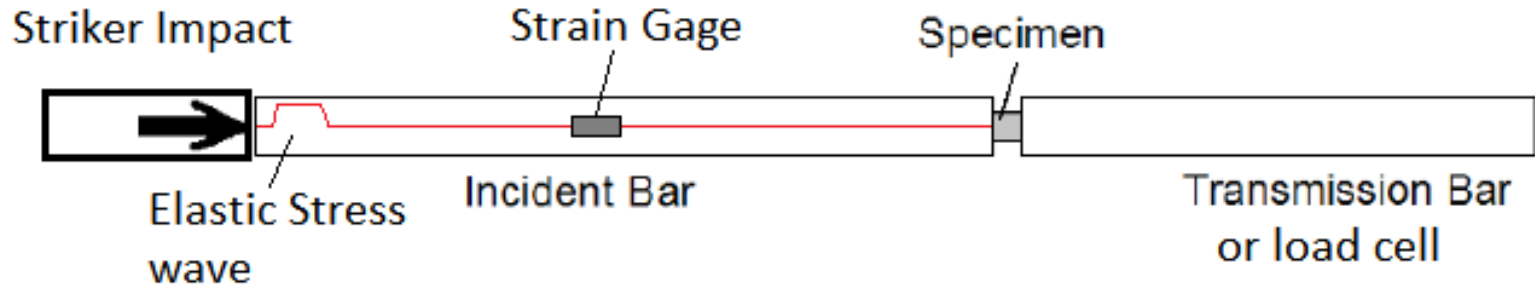 Striker Impact
Strain Gage
Specimen
Elastic Stress
wave
Incident Bar
Transmission Bar
or load cell